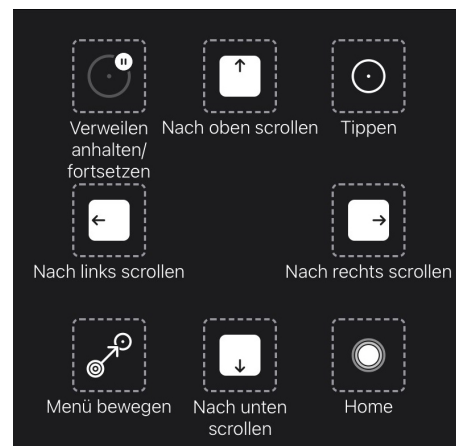 Verweilen
anhalten/
fortsetzen
Nach oben scrollen
Tippen
Nach links scrollen
Nach rechts scrollen
Menü bewegen
Nach unten
scrollen
Home